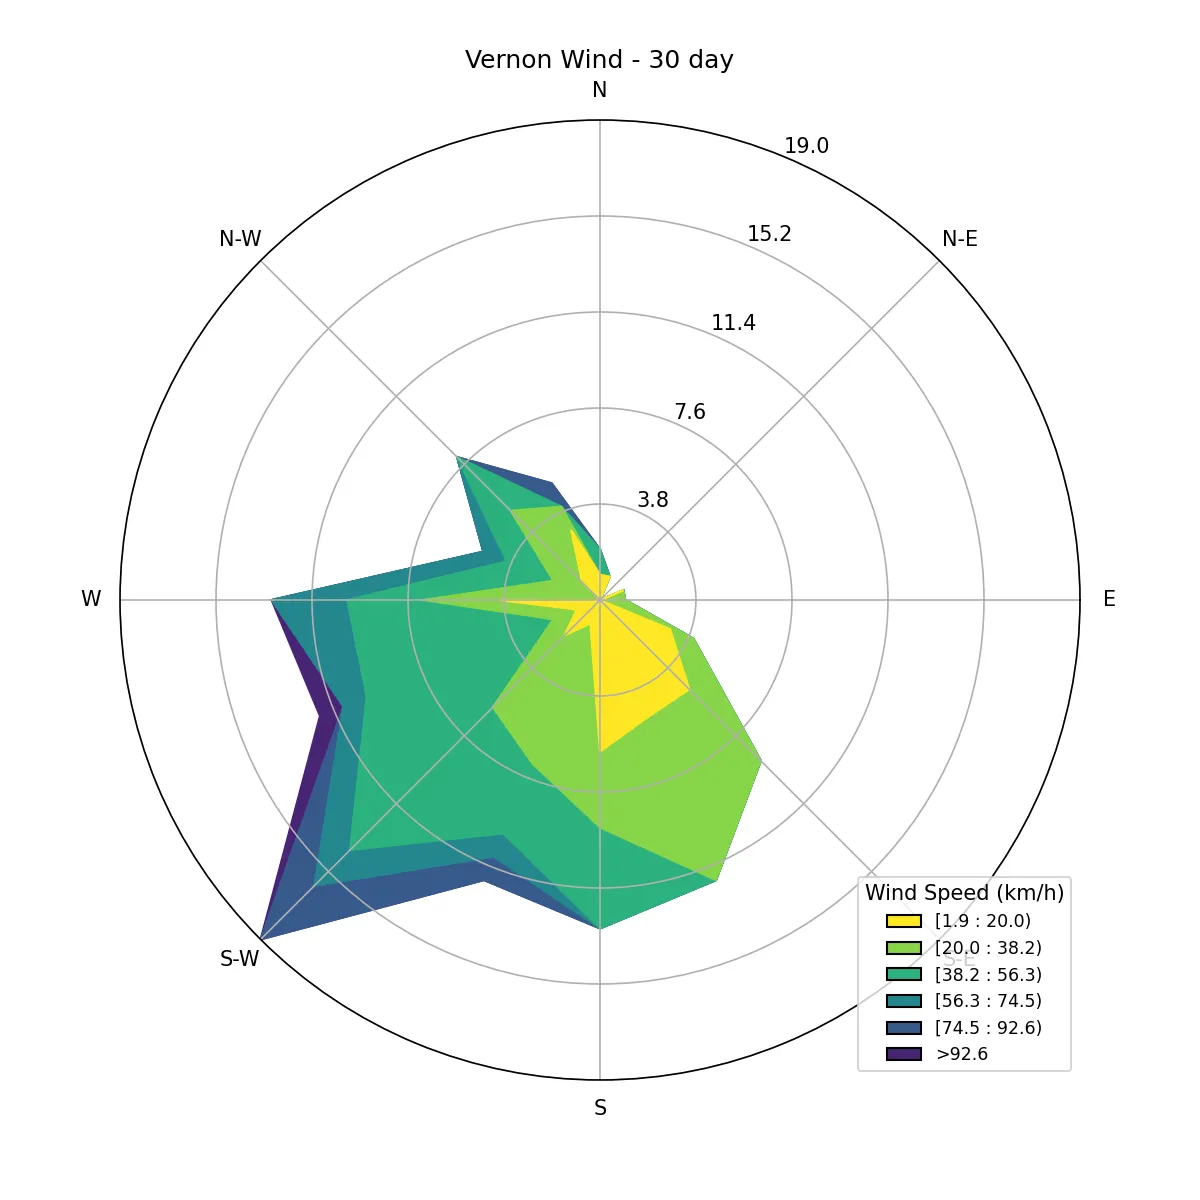 Vernon Wind - 30 day
N
19.0
15.2
N-W
N-E
11.4
7.6
3.8
W
E
Wind Speed (km/h)
[1.9 : 20.0)
[20.0 : 38.2)
S-W
S-E
[38.2 : 56.3)
[56.3 : 74.5)
[74.5 : 92.6)
>92.6
S